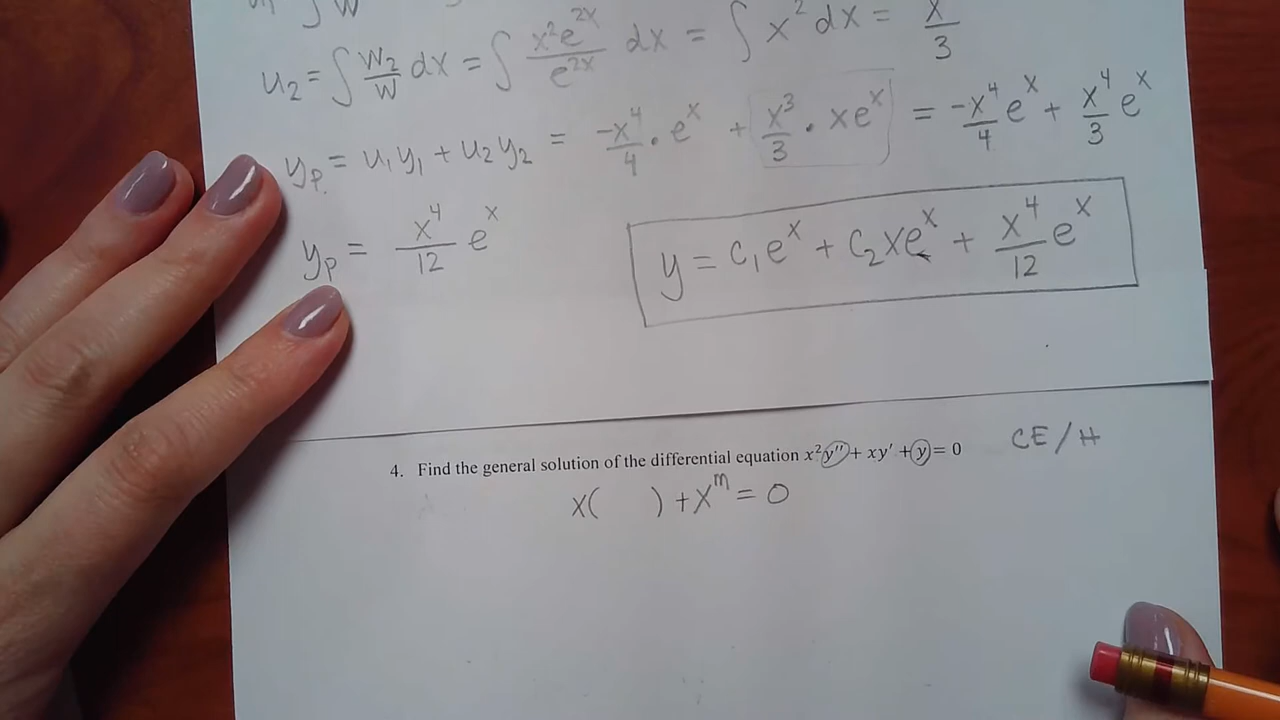 u₂ = ∫ W₂/W dx = ∫ x²e^{2x}/e^{2x} dx = ∫ x² dx = x/3
y_p = u₁y₁ + u₂y₂ = -x⁴/4 · e^x + x³/3 · xe^x = -x⁴/4 e^x + x⁴/3 e^x
y_p = x⁴/12 e^x
y = c₁e^x + c₂xe^x + x⁴/12 e^x
4. Find the general solution of the differential equation x²y″ + xy′ + y = 0 CE/H
x( ) + x^m = 0